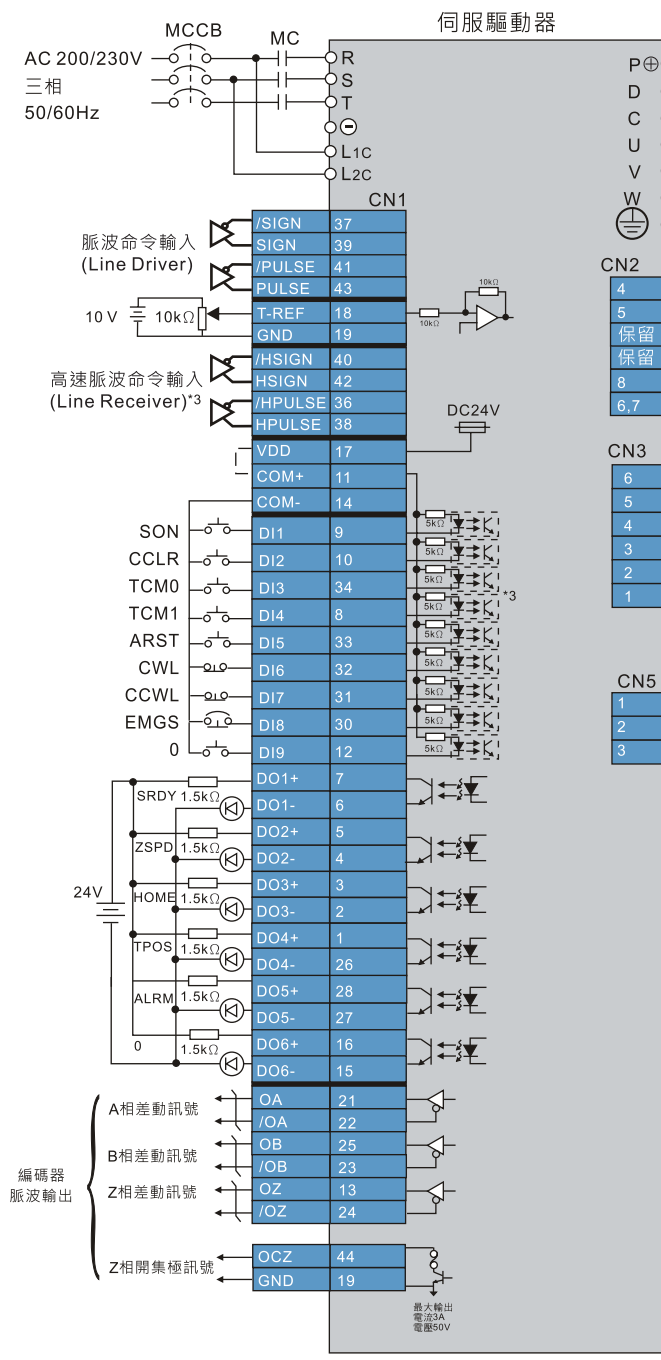 伺服驅動器
MCCB
MC
AC 200/230V
三相
50/60Hz
R
S
T
⊖
L1C
L2C
P⊕
D
C
U
V
W
CN1
脈波命令輸入
(Line Driver)
/SIGN 37
SIGN 39
/PULSE 41
PULSE 43
10 V
10kΩ
T-REF 18
GND 19
10kΩ
10kΩ
高速脈波命令輸入
(Line Receiver)*3
/HSIGN 40
HSIGN 42
/HPULSE 36
HPULSE 38
DC24V
VDD 17
COM+ 11
COM- 14
SON DI1 9 5kΩ
CCLR DI2 10 5kΩ
TCM0 DI3 34 5kΩ
*3
TCM1 DI4 8 5kΩ
ARST DI5 33 5kΩ
CWL DI6 32 5kΩ
CCWL DI7 31 5kΩ
EMGS DI8 30 5kΩ
0 DI9 12 5kΩ
24V
DO1+ 7
SRDY 1.5kΩ
DO1- 6
DO2+ 5
ZSPD 1.5kΩ
DO2- 4
DO3+ 3
HOME 1.5kΩ
DO3- 2
DO4+ 1
TPOS 1.5kΩ
DO4- 26
DO5+ 28
ALRM 1.5kΩ
DO5- 27
DO6+ 16
0 1.5kΩ
DO6- 15
編碼器
脈波輸出
A相差動訊號
OA 21
/OA 22
B相差動訊號
OB 25
/OB 23
Z相差動訊號
OZ 13
/OZ 24
Z相開集極訊號
OCZ 44
GND 19
最大輸出
電流3A
電壓50V
CN2
4
5
保留
保留
8
6,7
CN3
6
5
4
3
2
1
CN5
1
2
3